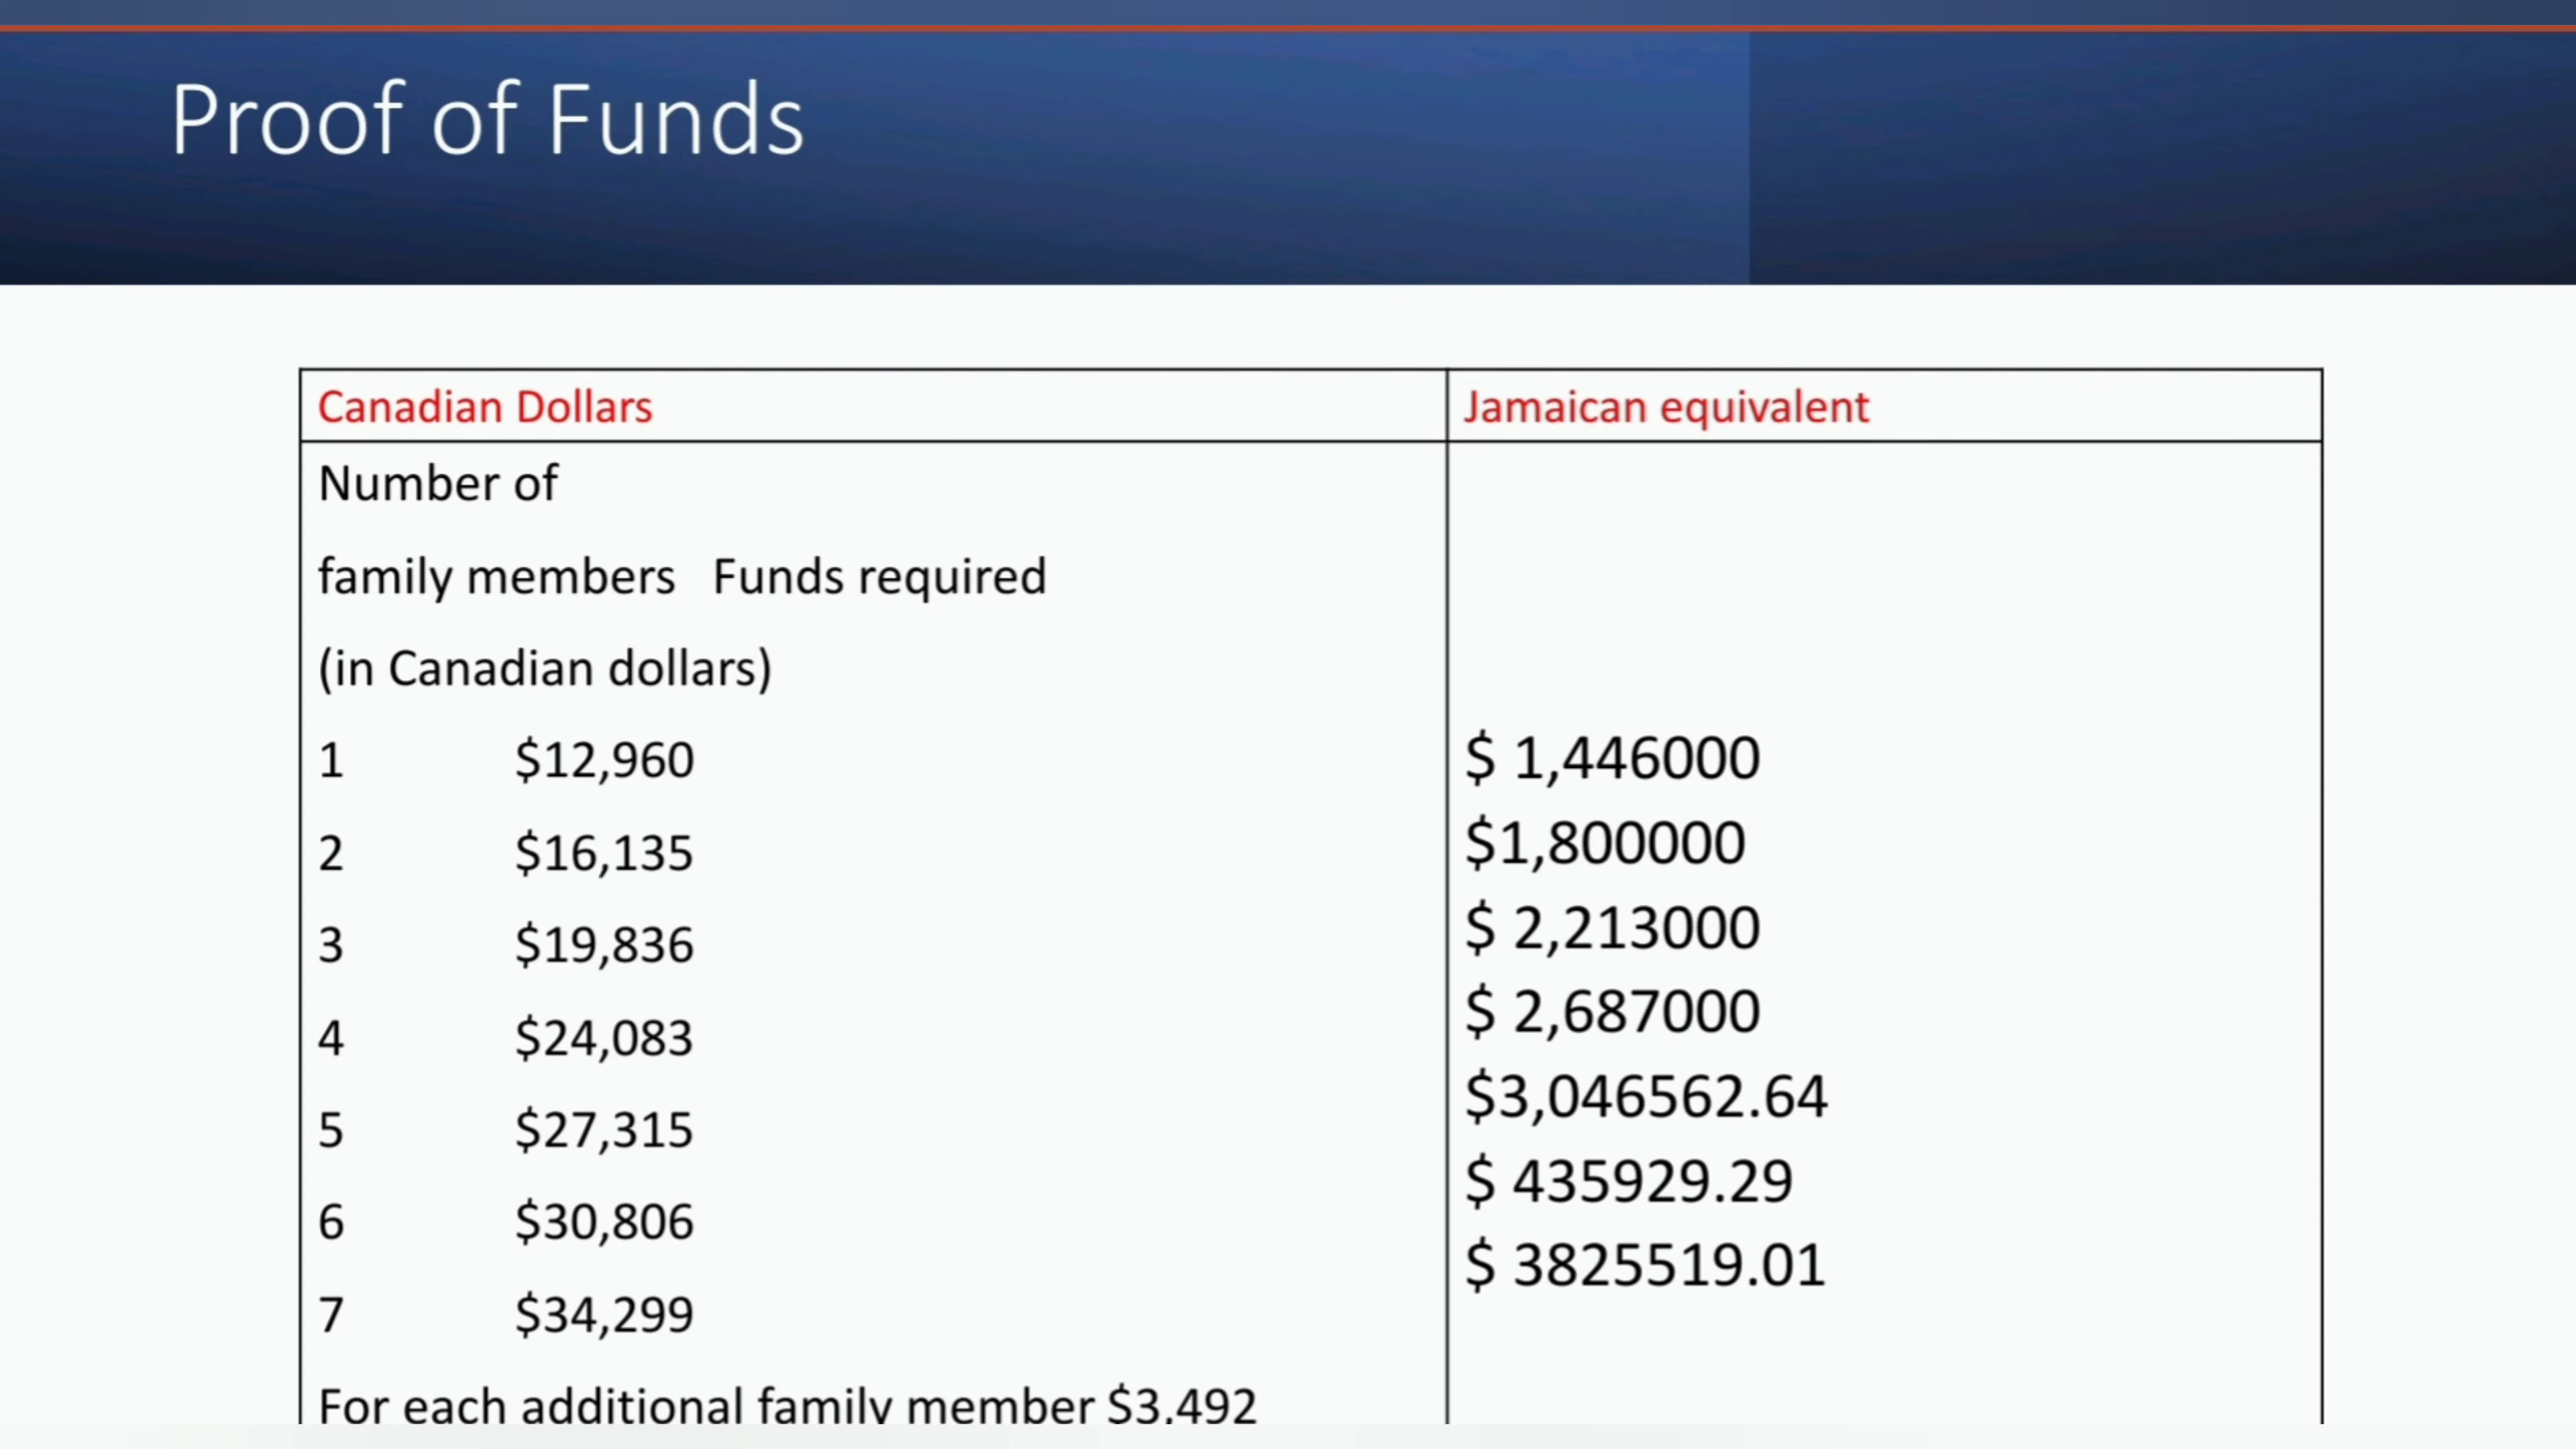 Proof of Funds
Canadian Dollars
Jamaican equivalent
Number of
family members Funds required
(in Canadian dollars)
1 $12,960
2 $16,135
3 $19,836
4 $24,083
5 $27,315
6 $30,806
7 $34,299
For each additional family member $3,492
$ 1,446000
$1,800000
$ 2,213000
$ 2,687000
$3,046562.64
$ 435929.29
$ 3825519.01